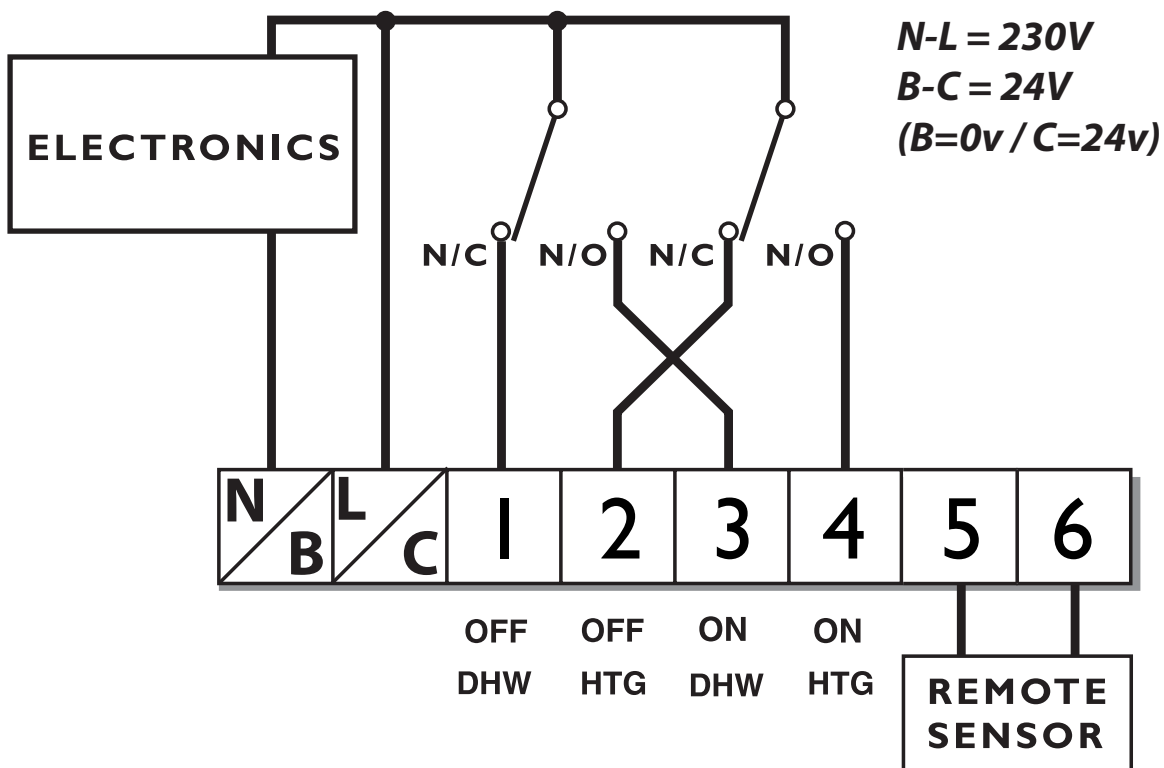 N-L = 230V
B-C = 24V
(B=0v / C=24v)
ELECTRONICS
N/C N/O N/C N/O
N B L C 1 2 3 4 5 6
OFF OFF ON ON
DHW HTG DHW HTG
REMOTE
SENSOR